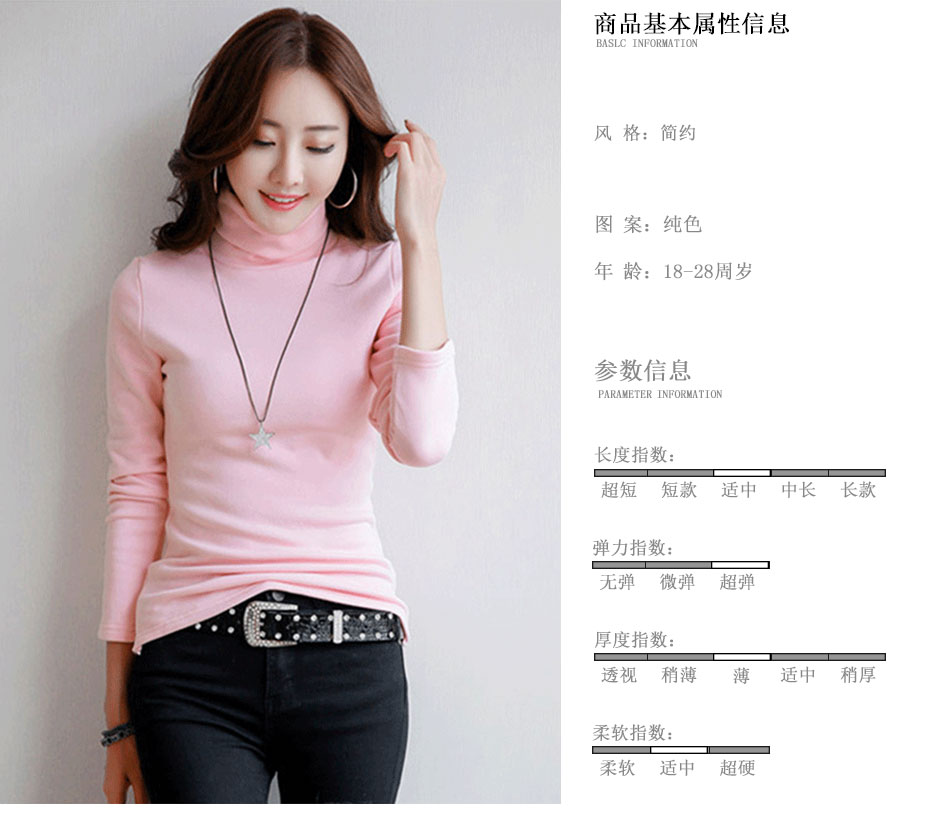 商品基本属性信息
BASLC INFORMATION
风 格：简约
图 案：纯色
年 龄：18-28周岁
参数信息
PARAMETER INFORMATION
长度指数：
超短 短款 适中 中长 长款
弹力指数：
无弹 微弹 超弹
厚度指数：
透视 稍薄 薄 适中 稍厚
柔软指数：
柔软 适中 超硬